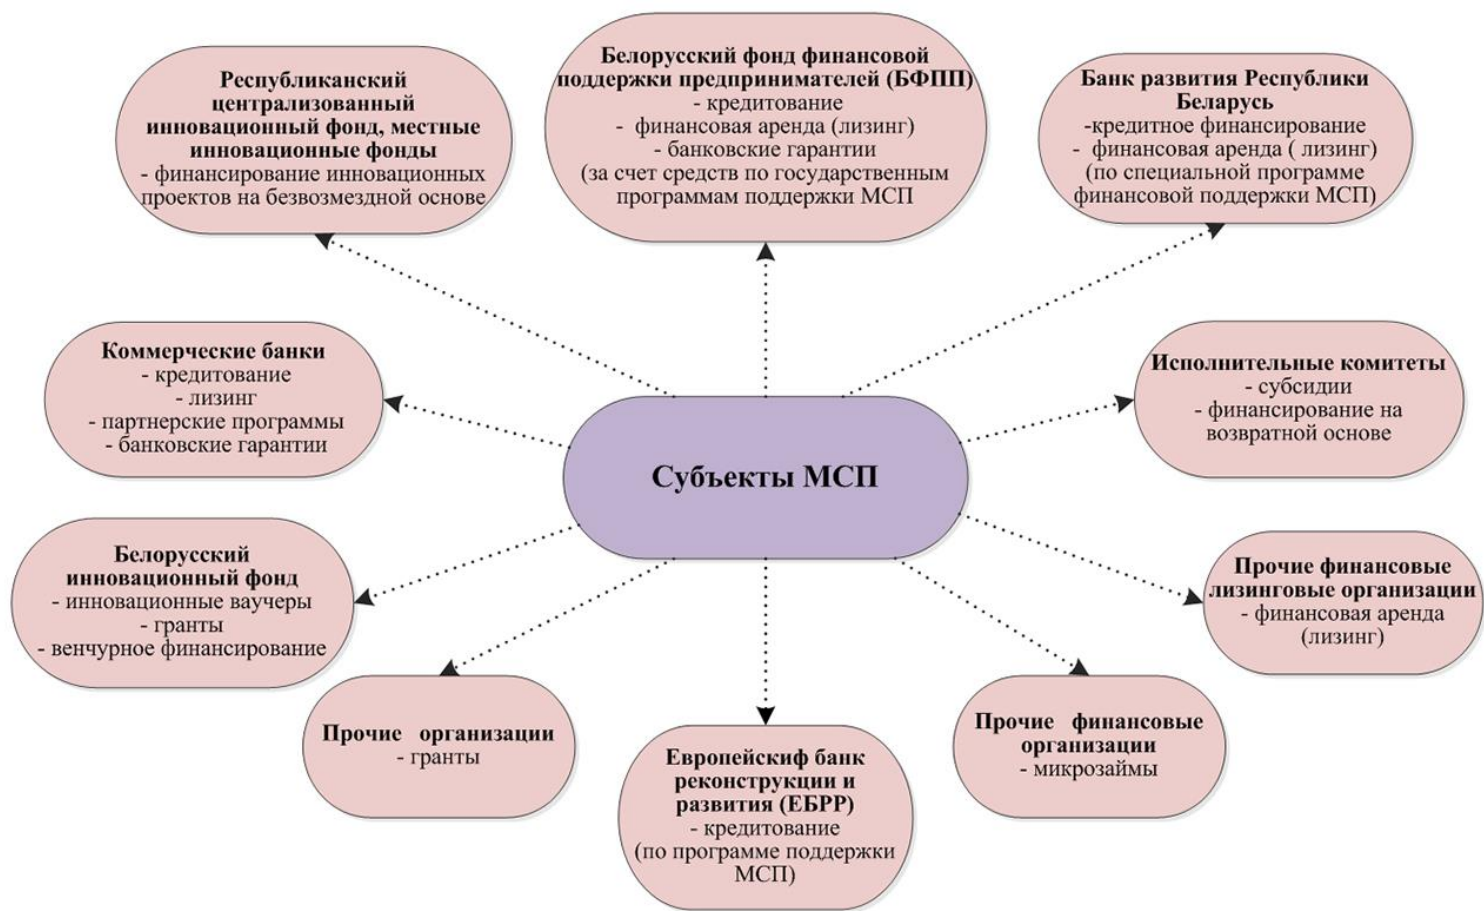 Республиканский
централизованный
инновационный фонд, местные
инновационные фонды
- финансирование инновационных
проектов на безвозмездной основе
Белорусский фонд финансовой
поддержки предпринимателей (БФПП)
- кредитование
- финансовая аренда (лизинг)
- банковские гарантии
(за счет средств по государственным
программам поддержки МСП
Банк развития Республики
Беларусь
-кредитное финансирование
- финансовая аренда ( лизинг)
(по специальной программе
финансовой поддержки МСП)
Коммерческие банки
- кредитование
- лизинг
- партнерские программы
- банковские гарантии
Субъекты МСП
Исполнительные комитеты
- субсидии
- финансирование на
возвратной основе
Белорусский
инновационный фонд
- инновационные ваучеры
- гранты
- венчурное финансирование
Прочие финансовые
лизинговые организации
- финансовая аренда
(лизинг)
Прочие организации
- гранты
Европейскиф банк
реконструкции и
развития (ЕБРР)
- кредитование
(по программе поддержки
МСП)
Прочие финансовые
организации
- микрозаймы